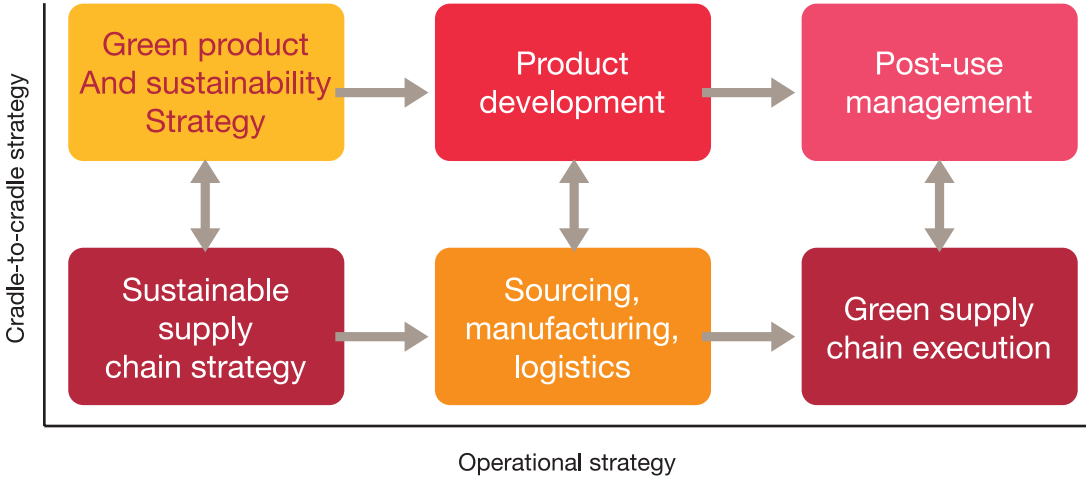 Cradle-to-cradle strategy
Green product
And sustainability
Strategy
Product
development
Post-use
management
Sustainable
supply
chain strategy
Sourcing,
manufacturing,
logistics
Green supply
chain execution
Operational strategy